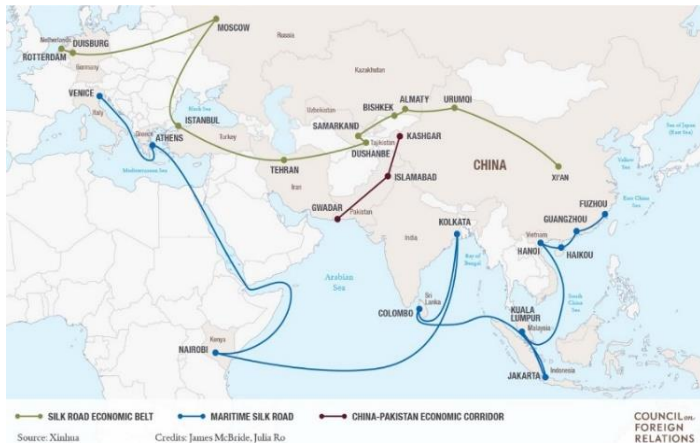 MOSCOW
Russia
Netherlands
DUISBURG
ROTTERDAM
Germany
Kazakhstan
VENICE
Italy
Black Sea
ISTANBUL
Greece
ATHENS
Turkey
Mediterranean Sea
Uzbekistan
BISHKEK
ALMATY
URUMQI
SAMARKAND
Tajikistan
DUSHANBE
KASHGAR
TEHRAN
Iran
ISLAMABAD
GWADAR
Pakistan
CHINA
XI'AN
Sea of Japan
(East Sea)
Yellow
Sea
East China
Sea
FUZHOU
GUANGZHOU
KOLKATA
India
Vietnam
HANOI
HAIKOU
Arabian
Sea
Bay of
Bengal
South
China
Sea
Sri
Lanka
COLOMBO
KUALA
LUMPUR
Malaysia
Kenya
NAIROBI
JAKARTA
Indonesia
SILK ROAD ECONOMIC BELT
MARITIME SILK ROAD
CHINA-PAKISTAN ECONOMIC CORRIDOR
Source: Xinhua
Credits: James McBride, Julia Ro
COUNCIL on
FOREIGN
RELATIONS